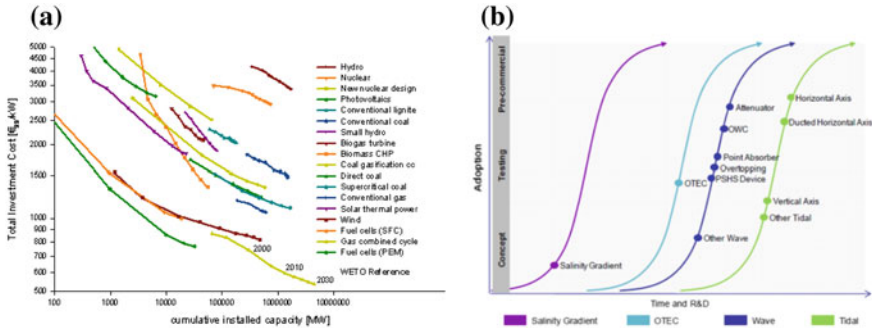 (a)
(b)
Total Investment Cost [€/kW]
5000
4500
4000
3500
3000
2500
2000
1500
1000
900
800
700
600
500
100
1000
10000
100000
1000000
10000000
cumulative installed capacity [MW]
2000
2010
2030
Hydro
Nuclear
New nuclear design
Photovoltaics
Conventional lignite
Conventional coal
Small hydro
Biogas turbine
Biomass CHP
Coal gasification cc
Direct coal
Supercritical coal
Conventional gas
Solar thermal power
Wind
Fuel cells (SFC)
Gas combined cycle
Fuel cells (PEM)
WETO Reference
Adoption
Pre-commercial
Testing
Concept
Horizontal Axis
Attenuator
Ducted Horizontal Axis
OWC
Point Absorber
Overtopping
PSHS Device
OTEC
Vertical Axis
Other Tidal
Other Wave
Salinity Gradient
Time and R&D
Salinity Gradient
OTEC
Wave
Tidal